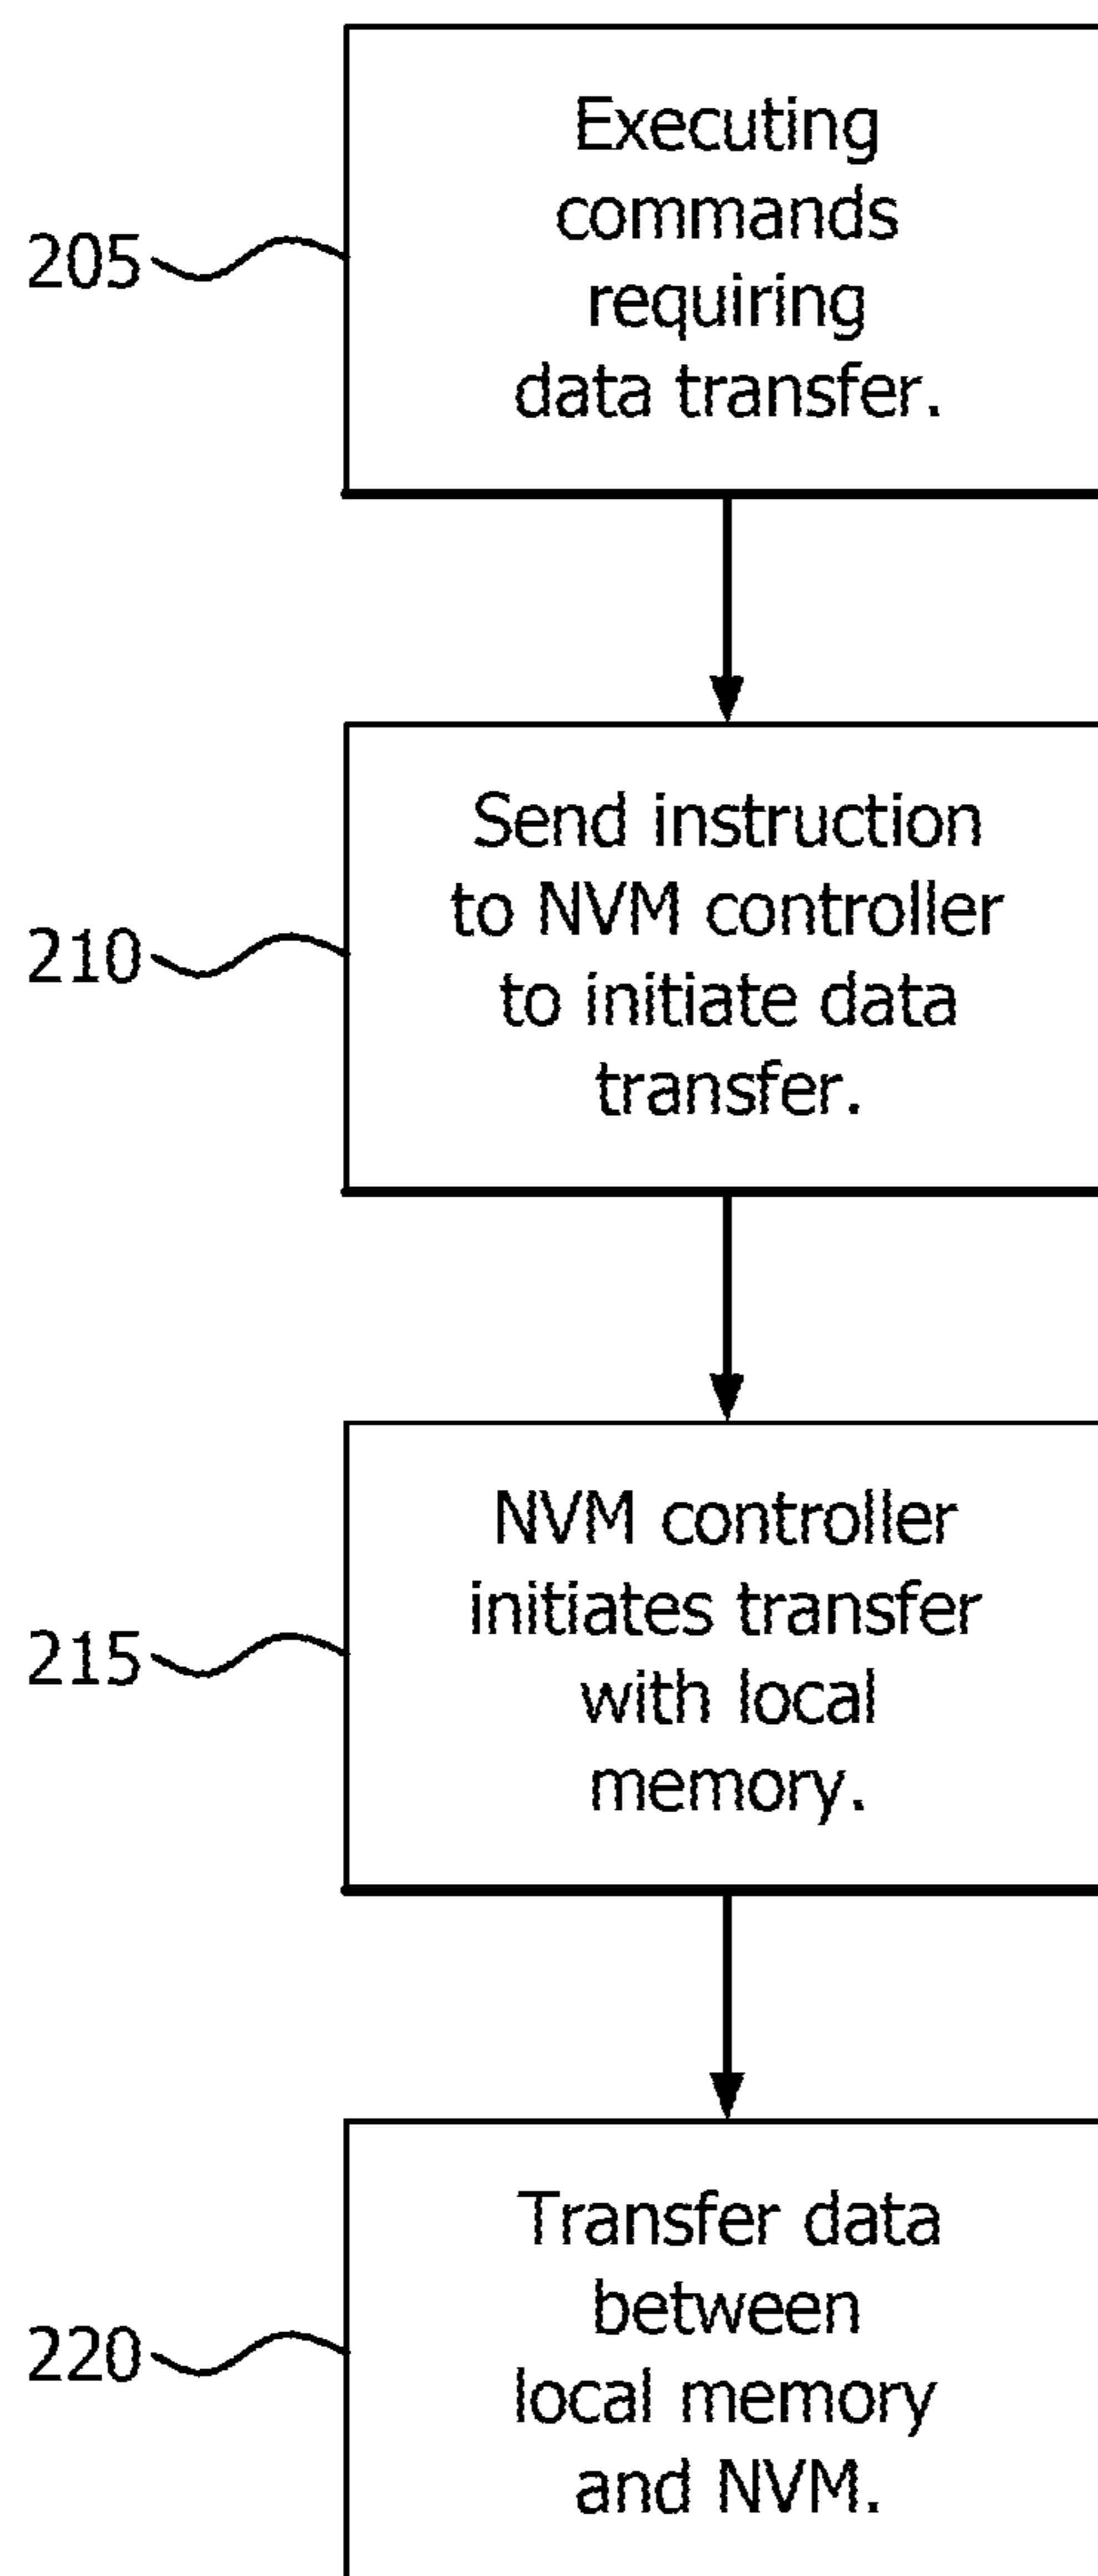 Executing
commands
205
requiring
data transfer.
Send instruction
to NVM controller
210
to initiate data
transfer.
NVM controller
initiates transfer
215
with local
memory.
Transfer data
between
220
local memory
and NVM.